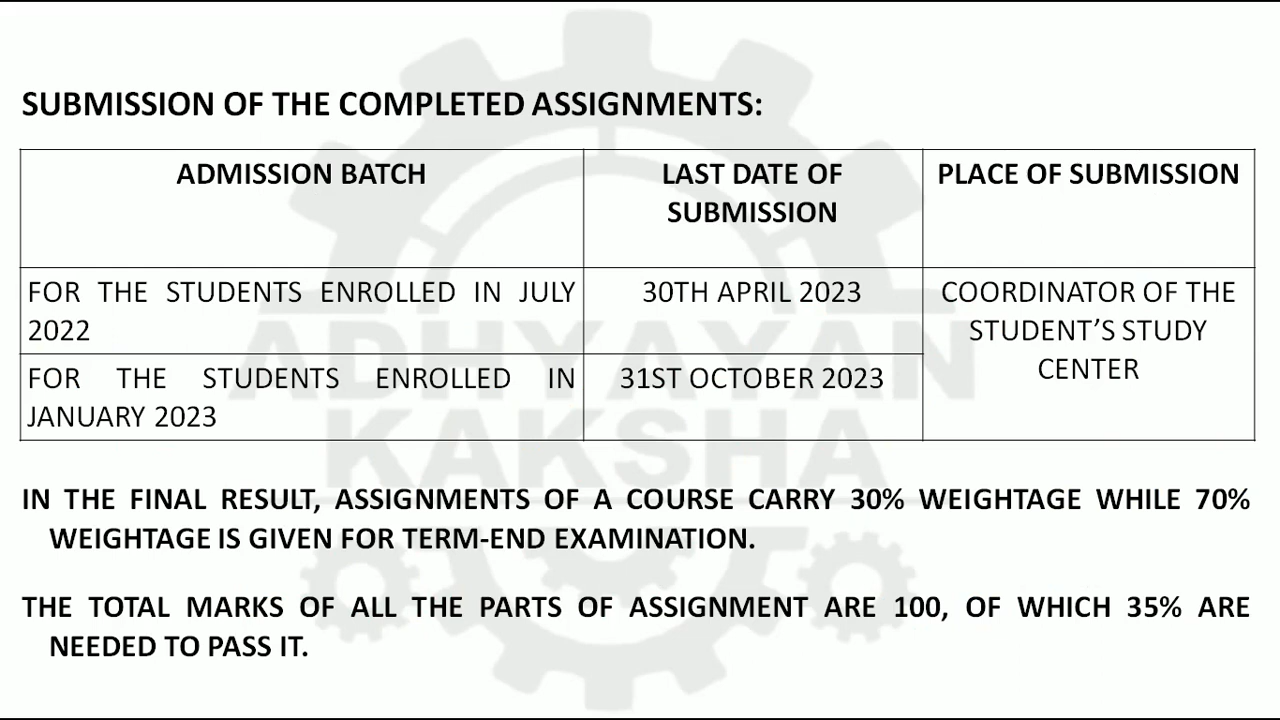 SUBMISSION OF THE COMPLETED ASSIGNMENTS:
ADMISSION BATCH
LAST DATE OF
SUBMISSION
PLACE OF SUBMISSION
FOR THE STUDENTS ENROLLED IN JULY
2022
30TH APRIL 2023
COORDINATOR OF THE
STUDENT’S STUDY
CENTER
FOR THE STUDENTS ENROLLED IN
JANUARY 2023
31ST OCTOBER 2023
IN THE FINAL RESULT, ASSIGNMENTS OF A COURSE CARRY 30% WEIGHTAGE WHILE 70%
WEIGHTAGE IS GIVEN FOR TERM-END EXAMINATION.
THE TOTAL MARKS OF ALL THE PARTS OF ASSIGNMENT ARE 100, OF WHICH 35% ARE
NEEDED TO PASS IT.
ADHYAYAN
KAKSHA